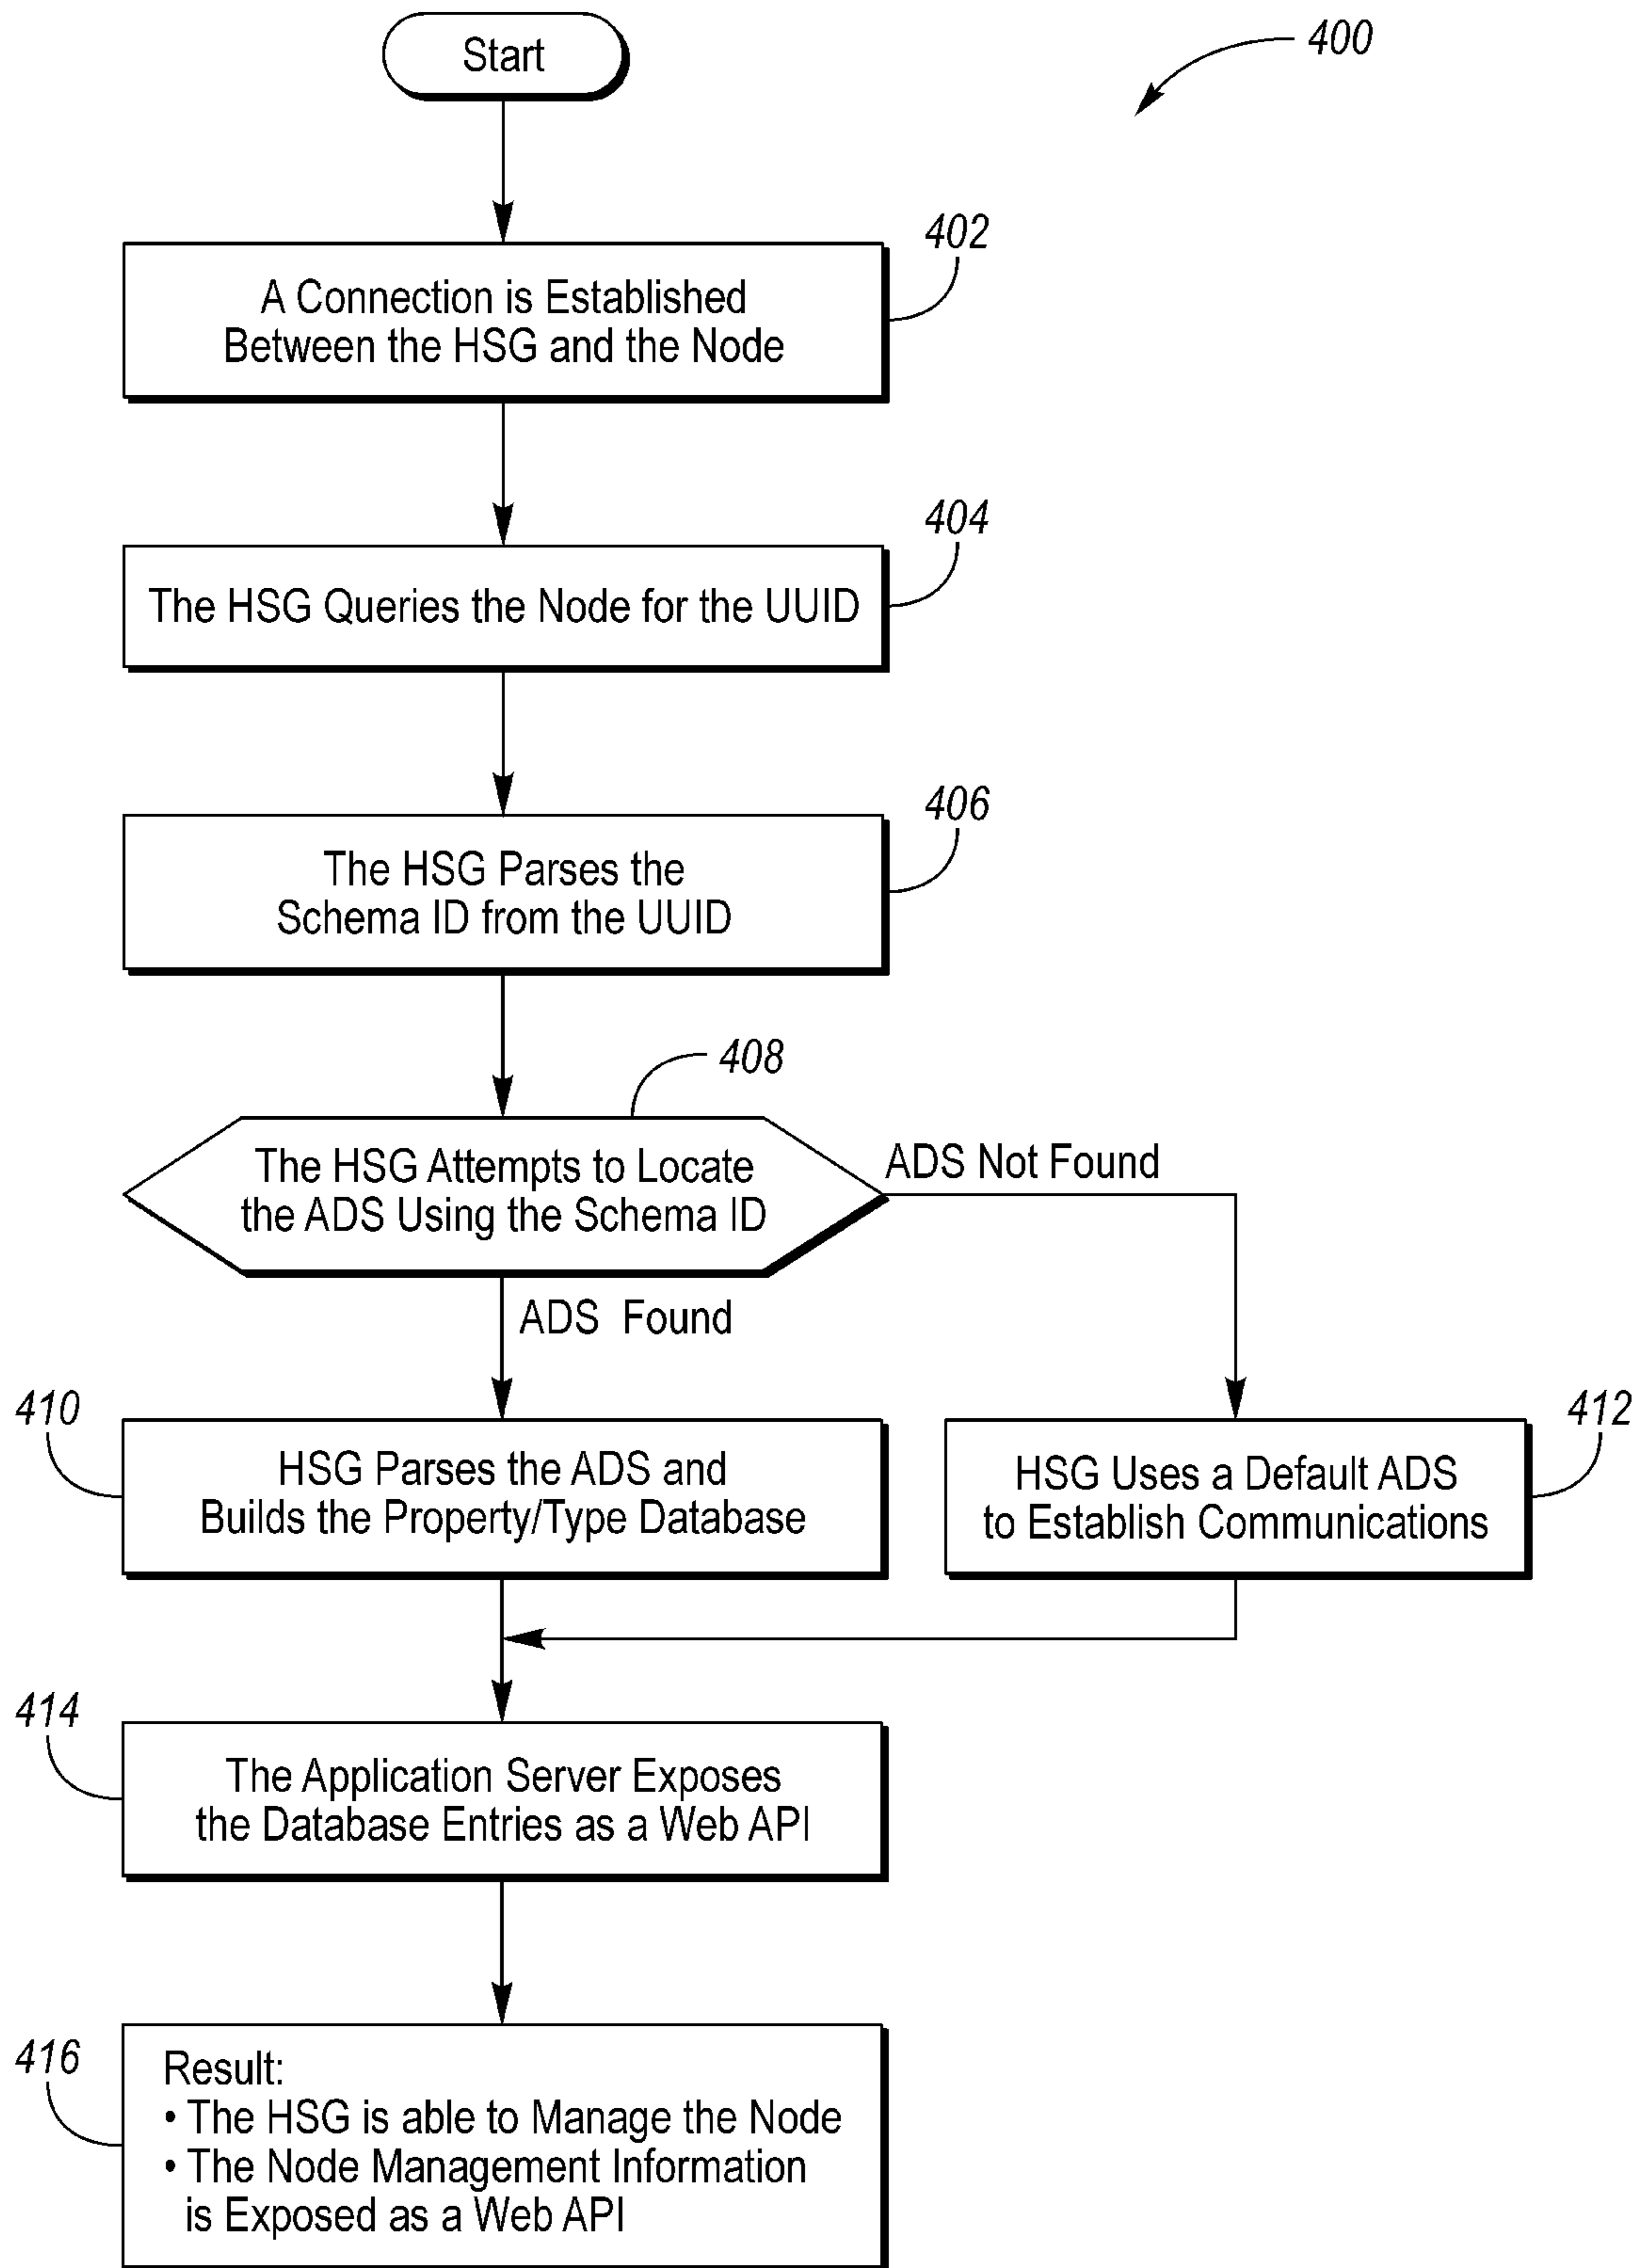 Start
400
402
A Connection is Established
Between the HSG and the Node
404
The HSG Queries the Node for the UUID
406
The HSG Parses the
Schema ID from the UUID
408
The HSG Attempts to Locate
the ADS Using the Schema ID
ADS Not Found
ADS Found
410
HSG Parses the ADS and
Builds the Property/Type Database
412
HSG Uses a Default ADS
to Establish Communications
414
The Application Server Exposes
the Database Entries as a Web API
416
Result:
• The HSG is able to Manage the Node
• The Node Management Information
is Exposed as a Web API